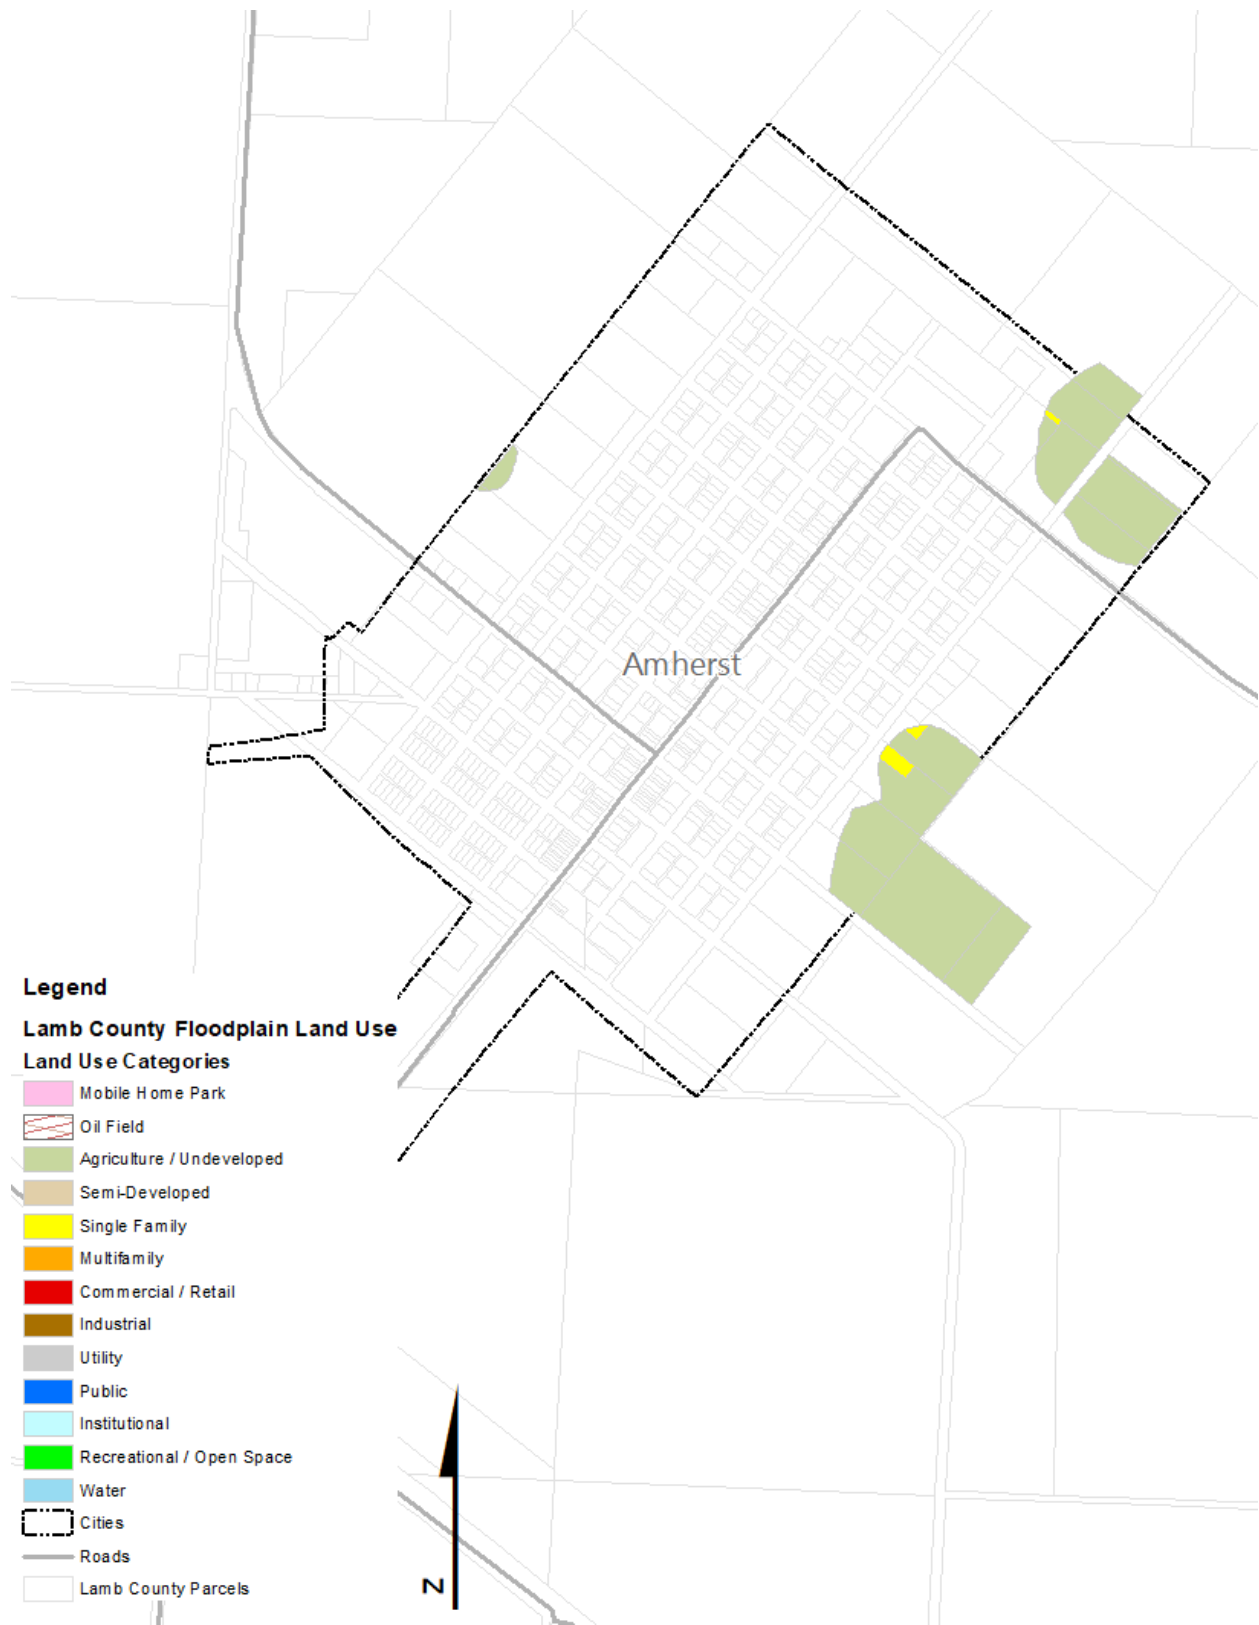 Amherst
Legend
Lamb County Floodplain Land Use
Land Use Categories
Mobile Home Park
Oil Field
Agriculture / Undeveloped
Semi-Developed
Single Family
Multifamily
Commercial / Retail
Industrial
Utility
Public
Institutional
Recreational / Open Space
Water
Cities
Roads
Lamb County Parcels
N